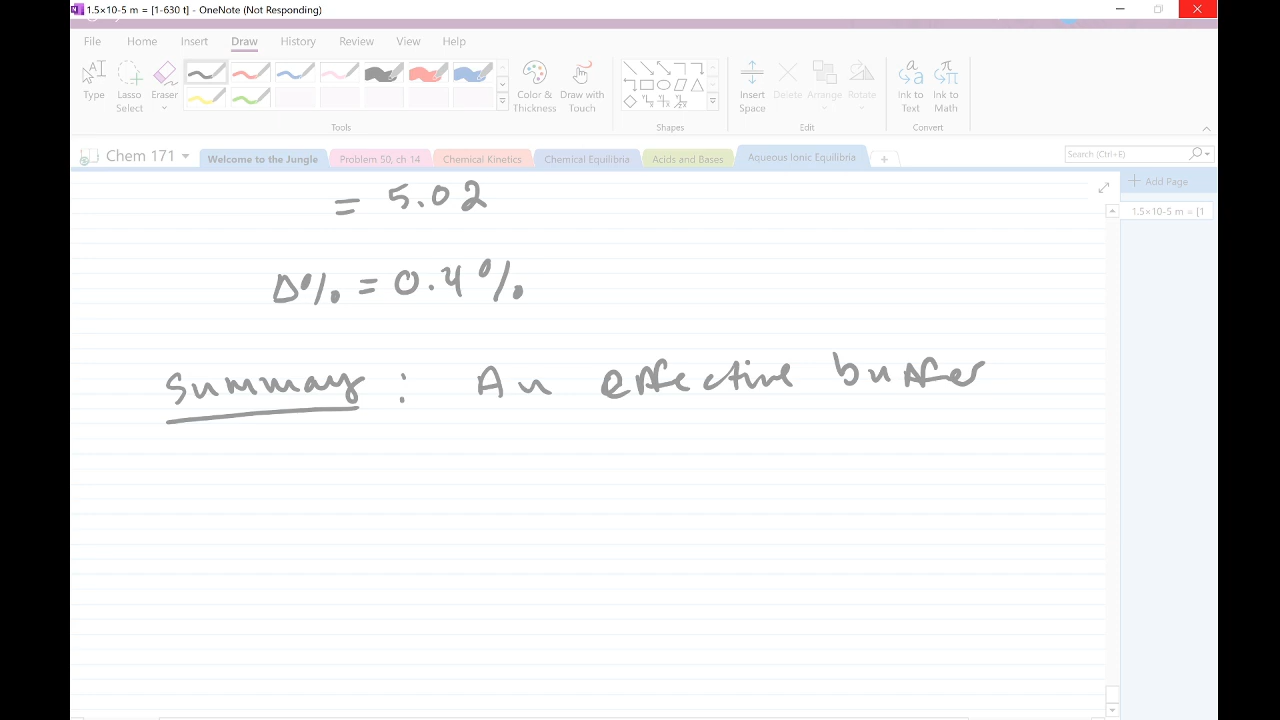 1.5×10-5 m = [1-630 t] - OneNote (Not Responding)
File Home Insert Draw History Review View Help
Type Lasso Select Eraser Color & Thickness Draw with Touch Insert Space Delete Arrange Rotate Ink to Text Ink to Math
Tools Shapes Edit Convert
Chem 171 Welcome to the Jungle Problem 50, ch 14 Chemical Kinetics Chemical Equilibria Acids and Bases Aqueous Ionic Equilibria Search (Ctrl+E)
Add Page
1.5×10-5 m = [1
= 5.02
Δ% = 0.4%
Summary : An effective buffer